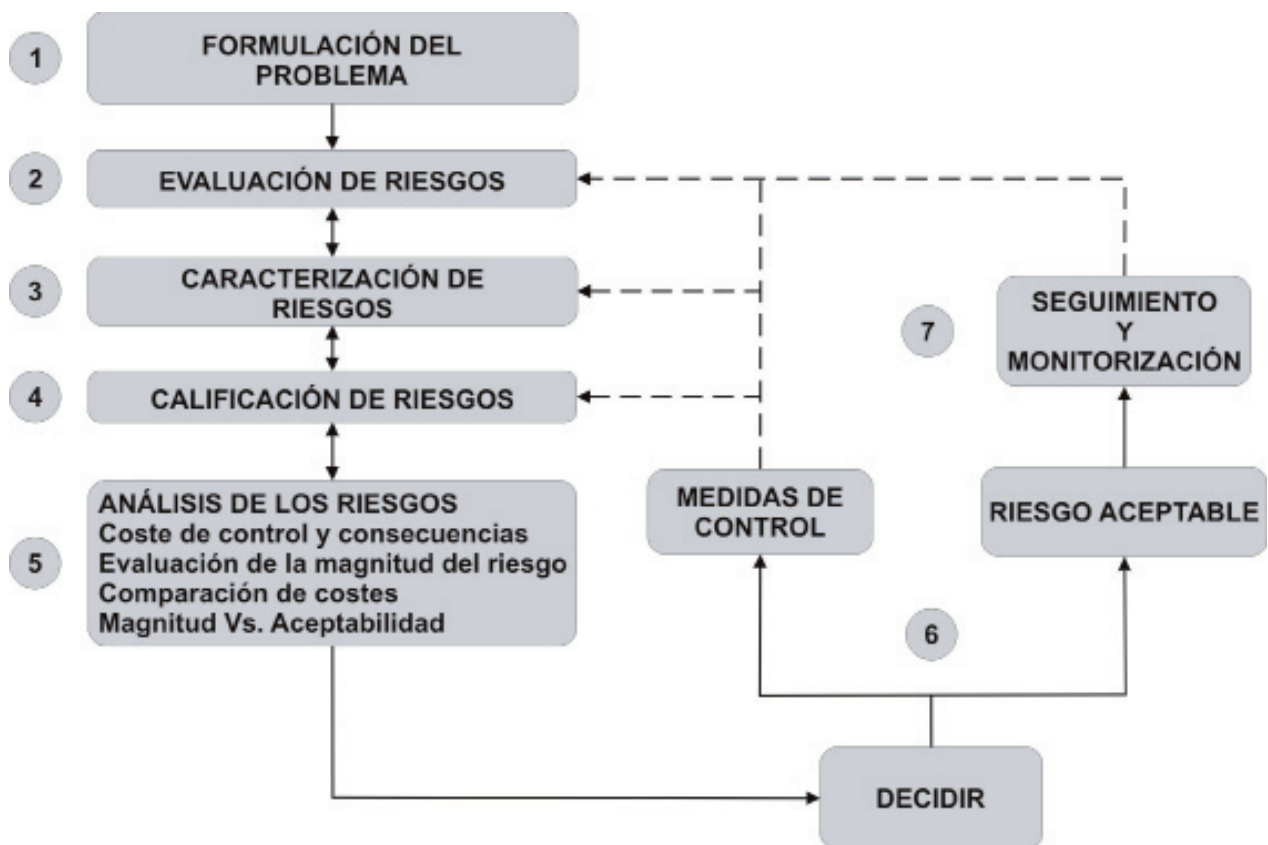 1
FORMULACIÓN DEL
PROBLEMA
2
EVALUACIÓN DE RIESGOS
3
CARACTERIZACIÓN DE
RIESGOS
4
CALIFICACIÓN DE RIESGOS
5
ANÁLISIS DE LOS RIESGOS
Coste de control y consecuencias
Evaluación de la magnitud del riesgo
Comparación de costes
Magnitud Vs. Aceptabilidad
7
SEGUIMIENTO
Y
MONITORIZACIÓN
MEDIDAS DE
CONTROL
RIESGO ACEPTABLE
6
DECIDIR